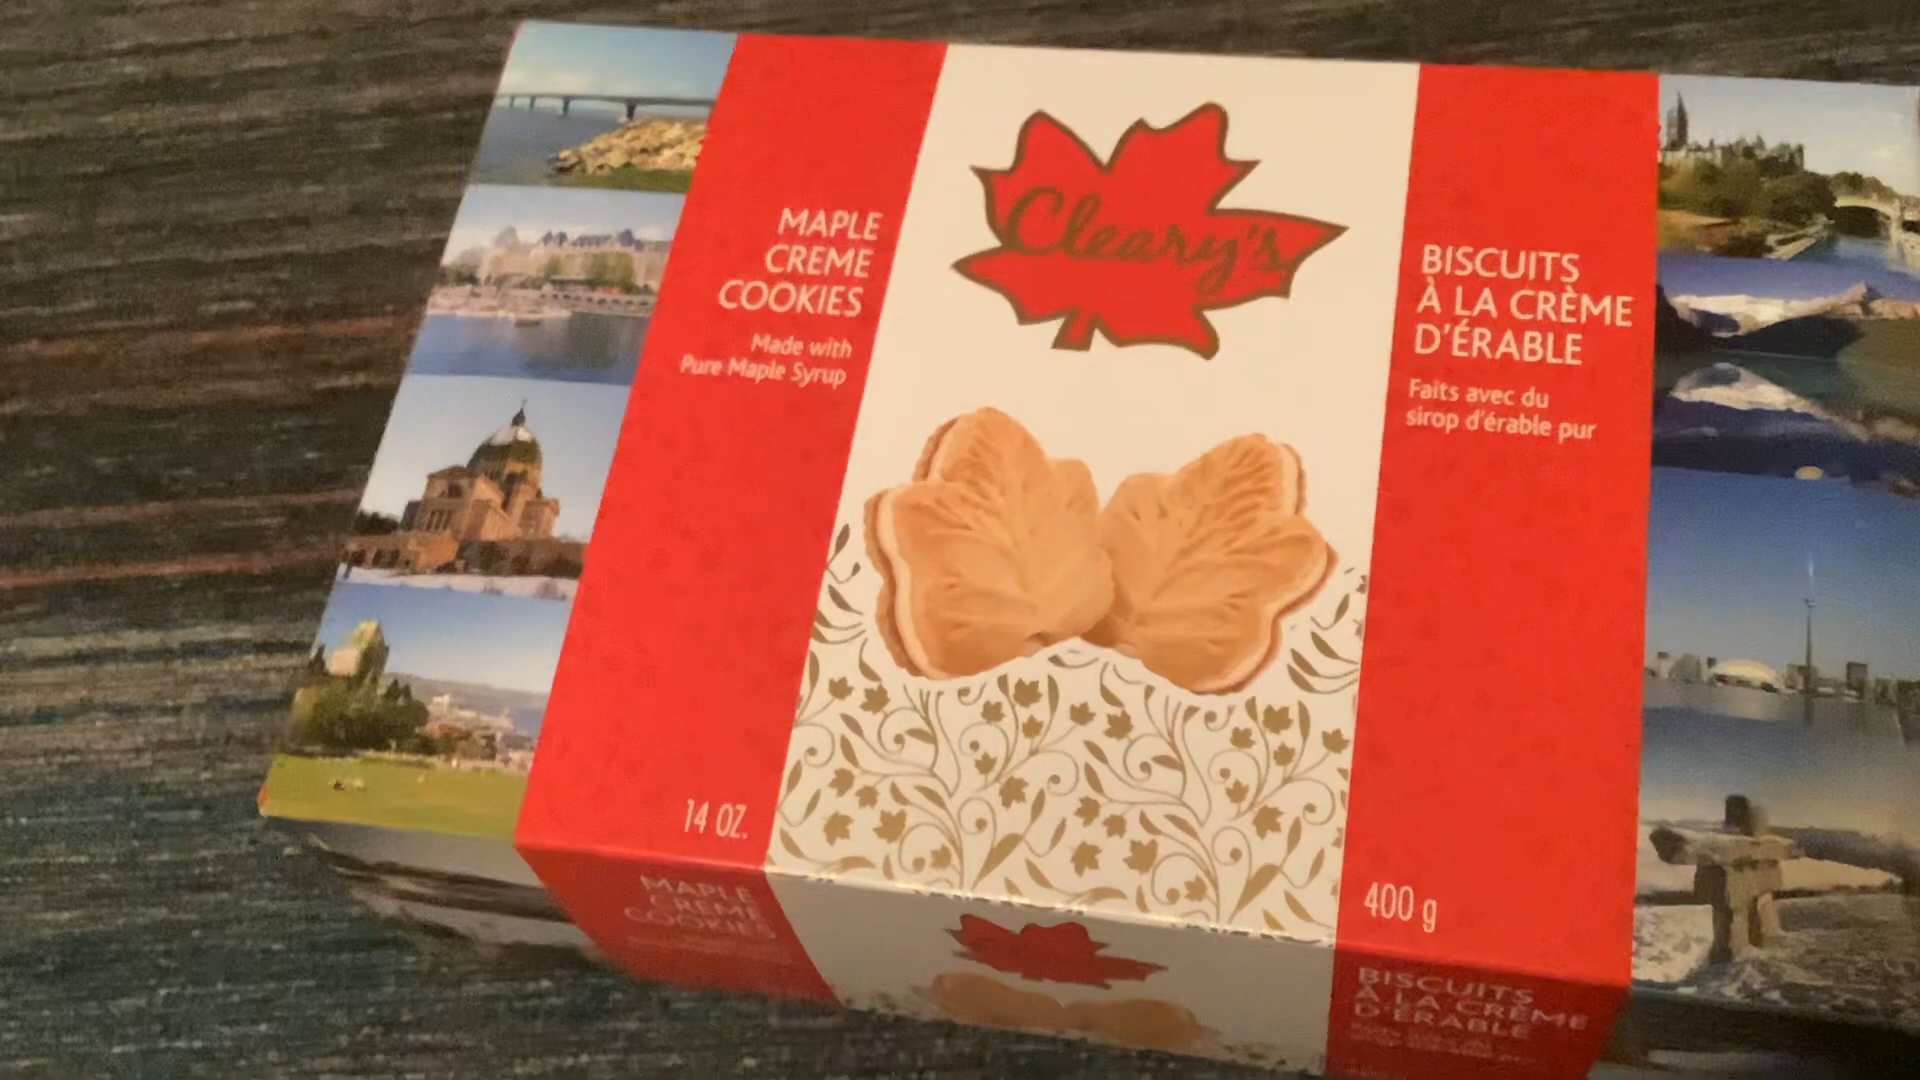 MAPLE
CREME
COOKIES
Made with
Pure Maple Syrup
14 OZ.
Cleary's
BISCUITS
À LA CRÈME
D'ÉRABLE
Faits avec du
sirop d'érable pur
400 g
MAPLE
CREME
COOKIES
BISCUITS
À LA CRÈME
D'ÉRABLE